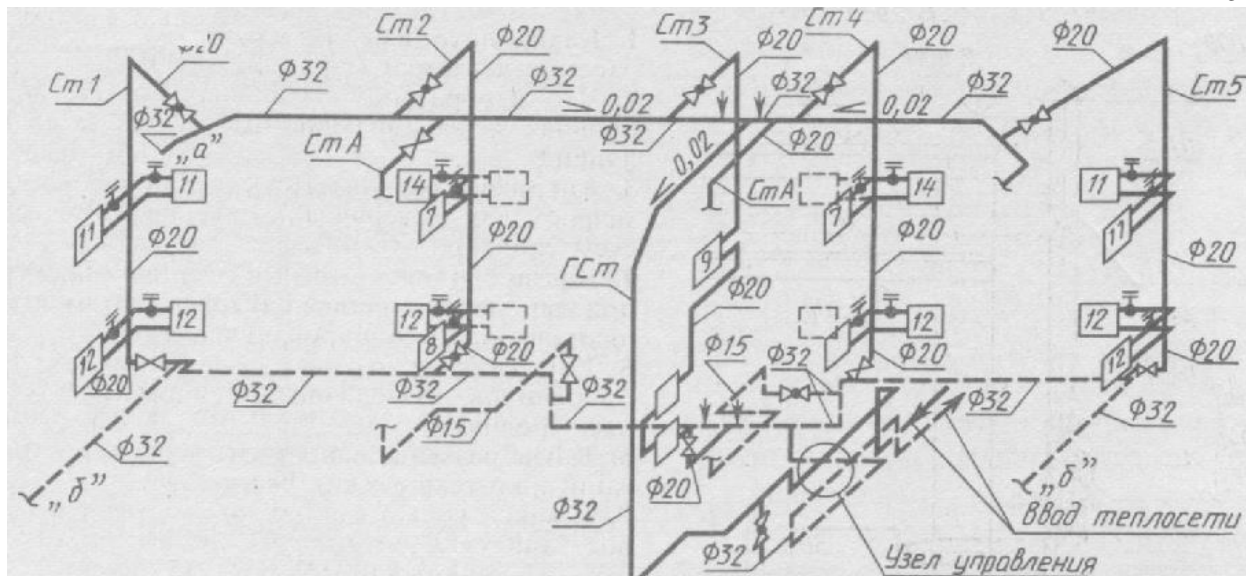 Ф20
Ст1
Ф32
„а"
Ф32
Ст2
Ф20
Ф32
0,02
Ст3
Ф20
Ф32
Ф32
Ст4
Ф20
0,02
Ф32
Ф20
Ст5
СтА
0,02
Ф20
СтА
11
11
14
7
7
14
11
11
Ф20
Ф20
ГСт
9
Ф20
Ф20
Ф20
12
12
12
8
Ф20
Ф15
Ф32
12
Ф20
12
12
Ф20
Ф20
Ф32
Ф32
Ф32
Ф32
Ф32
Ф32
Ф15
„б"
Ф20
„б"
Ф32
Ф32
Ввод теплосети
Узел управления